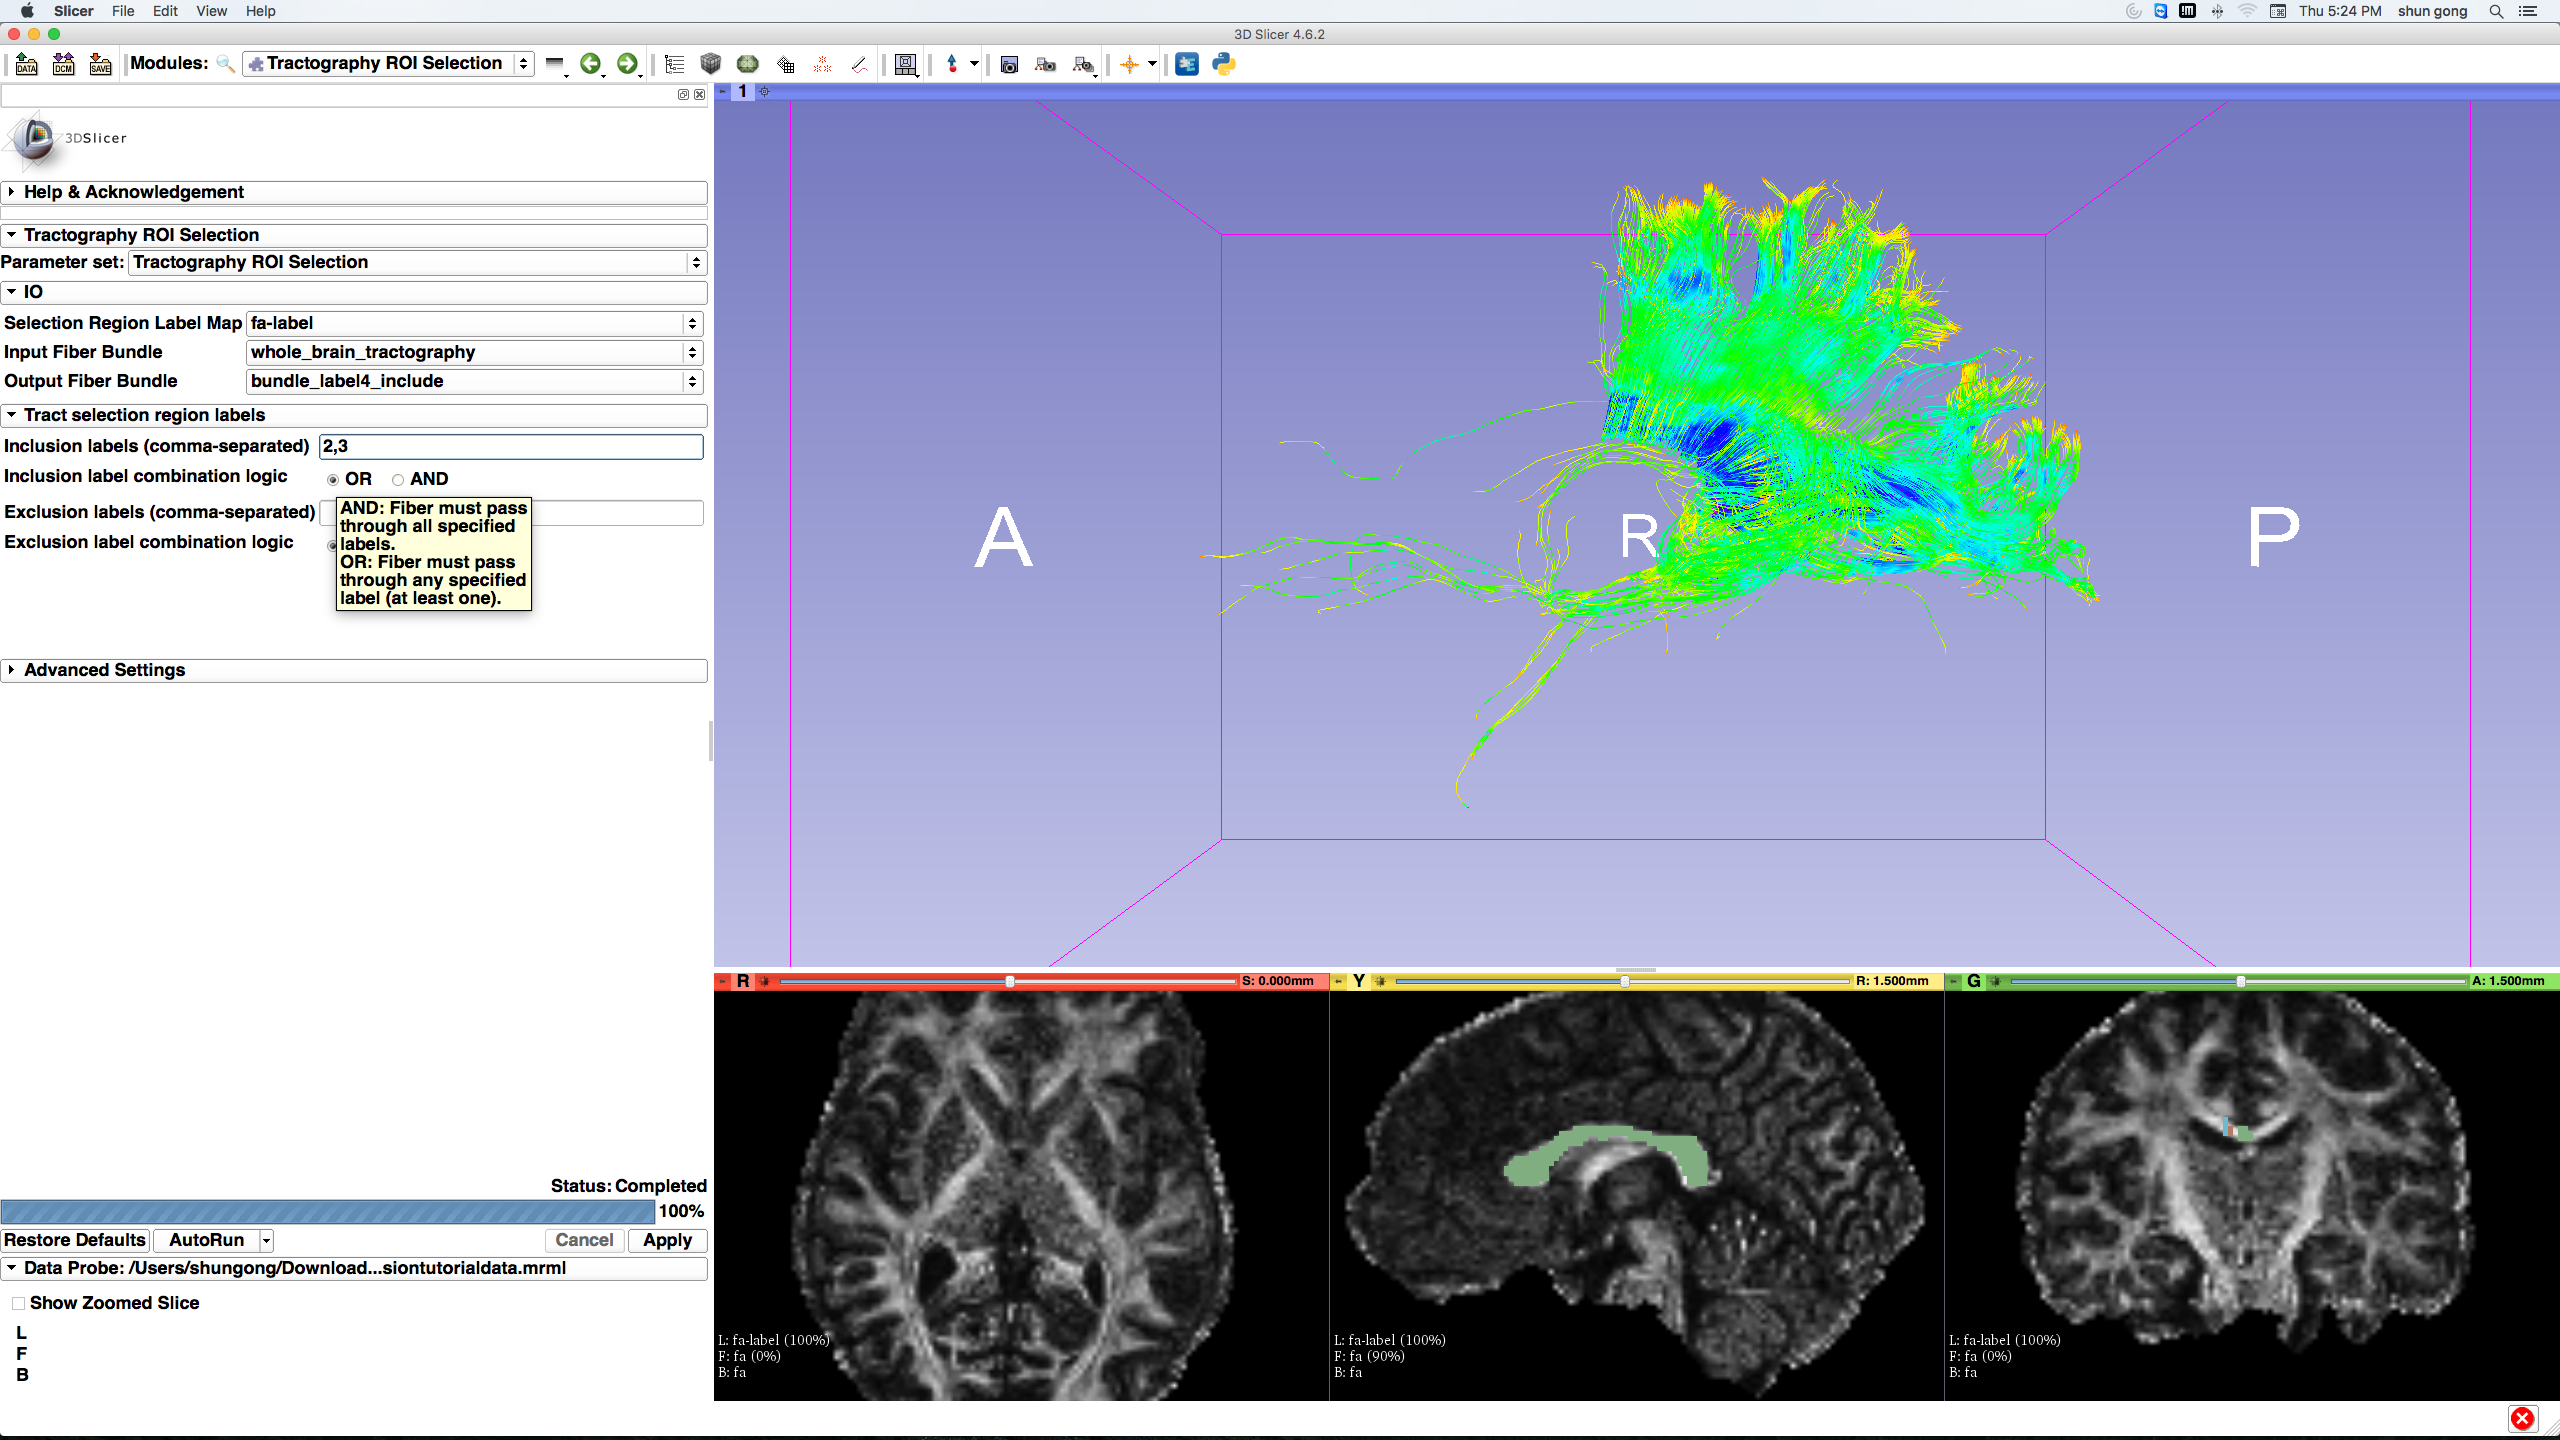 Slicer File Edit View Help
Thu 5:24 PM shun gong
3D Slicer 4.6.2
DATA DCM SAVE Modules: Tractography ROI Selection
1
3DSlicer
Help & Acknowledgement
Tractography ROI Selection
Parameter set: Tractography ROI Selection
IO
Selection Region Label Map fa-label
Input Fiber Bundle whole_brain_tractography
Output Fiber Bundle bundle_label4_include
Tract selection region labels
Inclusion labels (comma-separated) 2,3
Inclusion label combination logic OR AND
Exclusion labels (comma-separated)
Exclusion label combination logic
AND: Fiber must pass
through all specified
labels.
OR: Fiber must pass
through any specified
label (at least one).
Advanced Settings
A R P
Status: Completed
100%
Restore Defaults AutoRun Cancel Apply
Data Probe: /Users/shungong/Download...siontutorialdata.mrml
Show Zoomed Slice
L
F
B
R S: 0.000mm
L: fa-label (100%)
F: fa (0%)
B: fa
Y R: 1.500mm
L: fa-label (100%)
F: fa (90%)
B: fa
G A: 1.500mm
L: fa-label (100%)
F: fa (0%)
B: fa